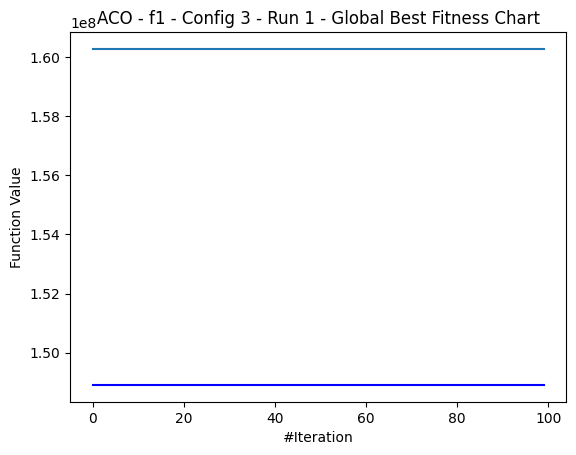 ACO - f1 - Config 3 - Run 1 - Global Best Fitness Chart
1e8
1.60
1.58
1.56
1.54
1.52
1.50
Function Value
0 20 40 60 80 100
#Iteration